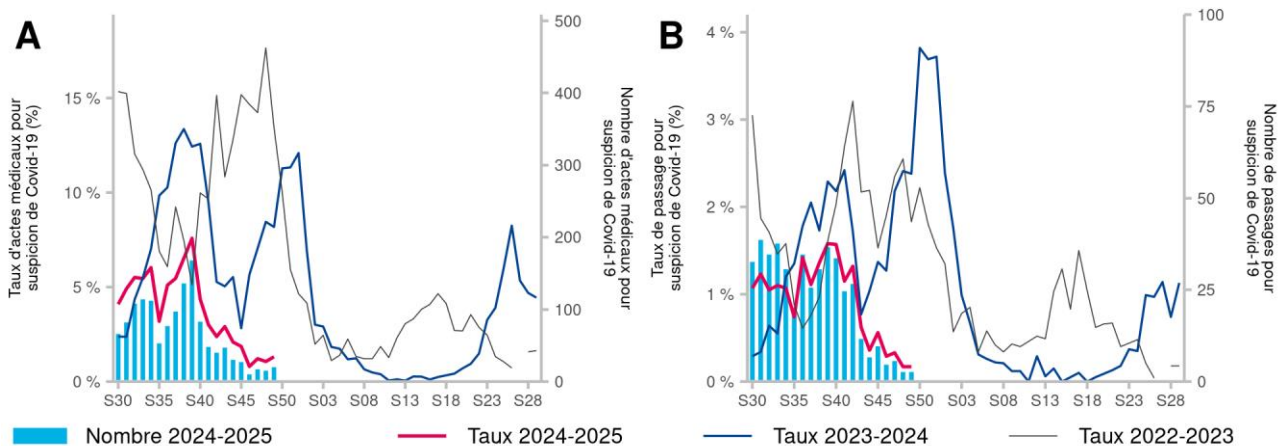 A
Taux d'actes médicaux pour
suspicion de Covid-19 (%)
15 %
10 %
5 %
0 %
500
400
300
200
100
0
Nombre d'actes médicaux pour
suspicion de Covid-19
S30 S35 S40 S45 S50 S03 S08 S13 S18 S23 S28
B
Taux de passage pour
suspicion de Covid-19 (%)
4 %
3 %
2 %
1 %
0 %
100
75
50
25
0
Nombre de passages pour
suspicion de Covid-19
S30 S35 S40 S45 S50 S03 S08 S13 S18 S23 S28
Nombre 2024-2025 Taux 2024-2025 Taux 2023-2024 Taux 2022-2023